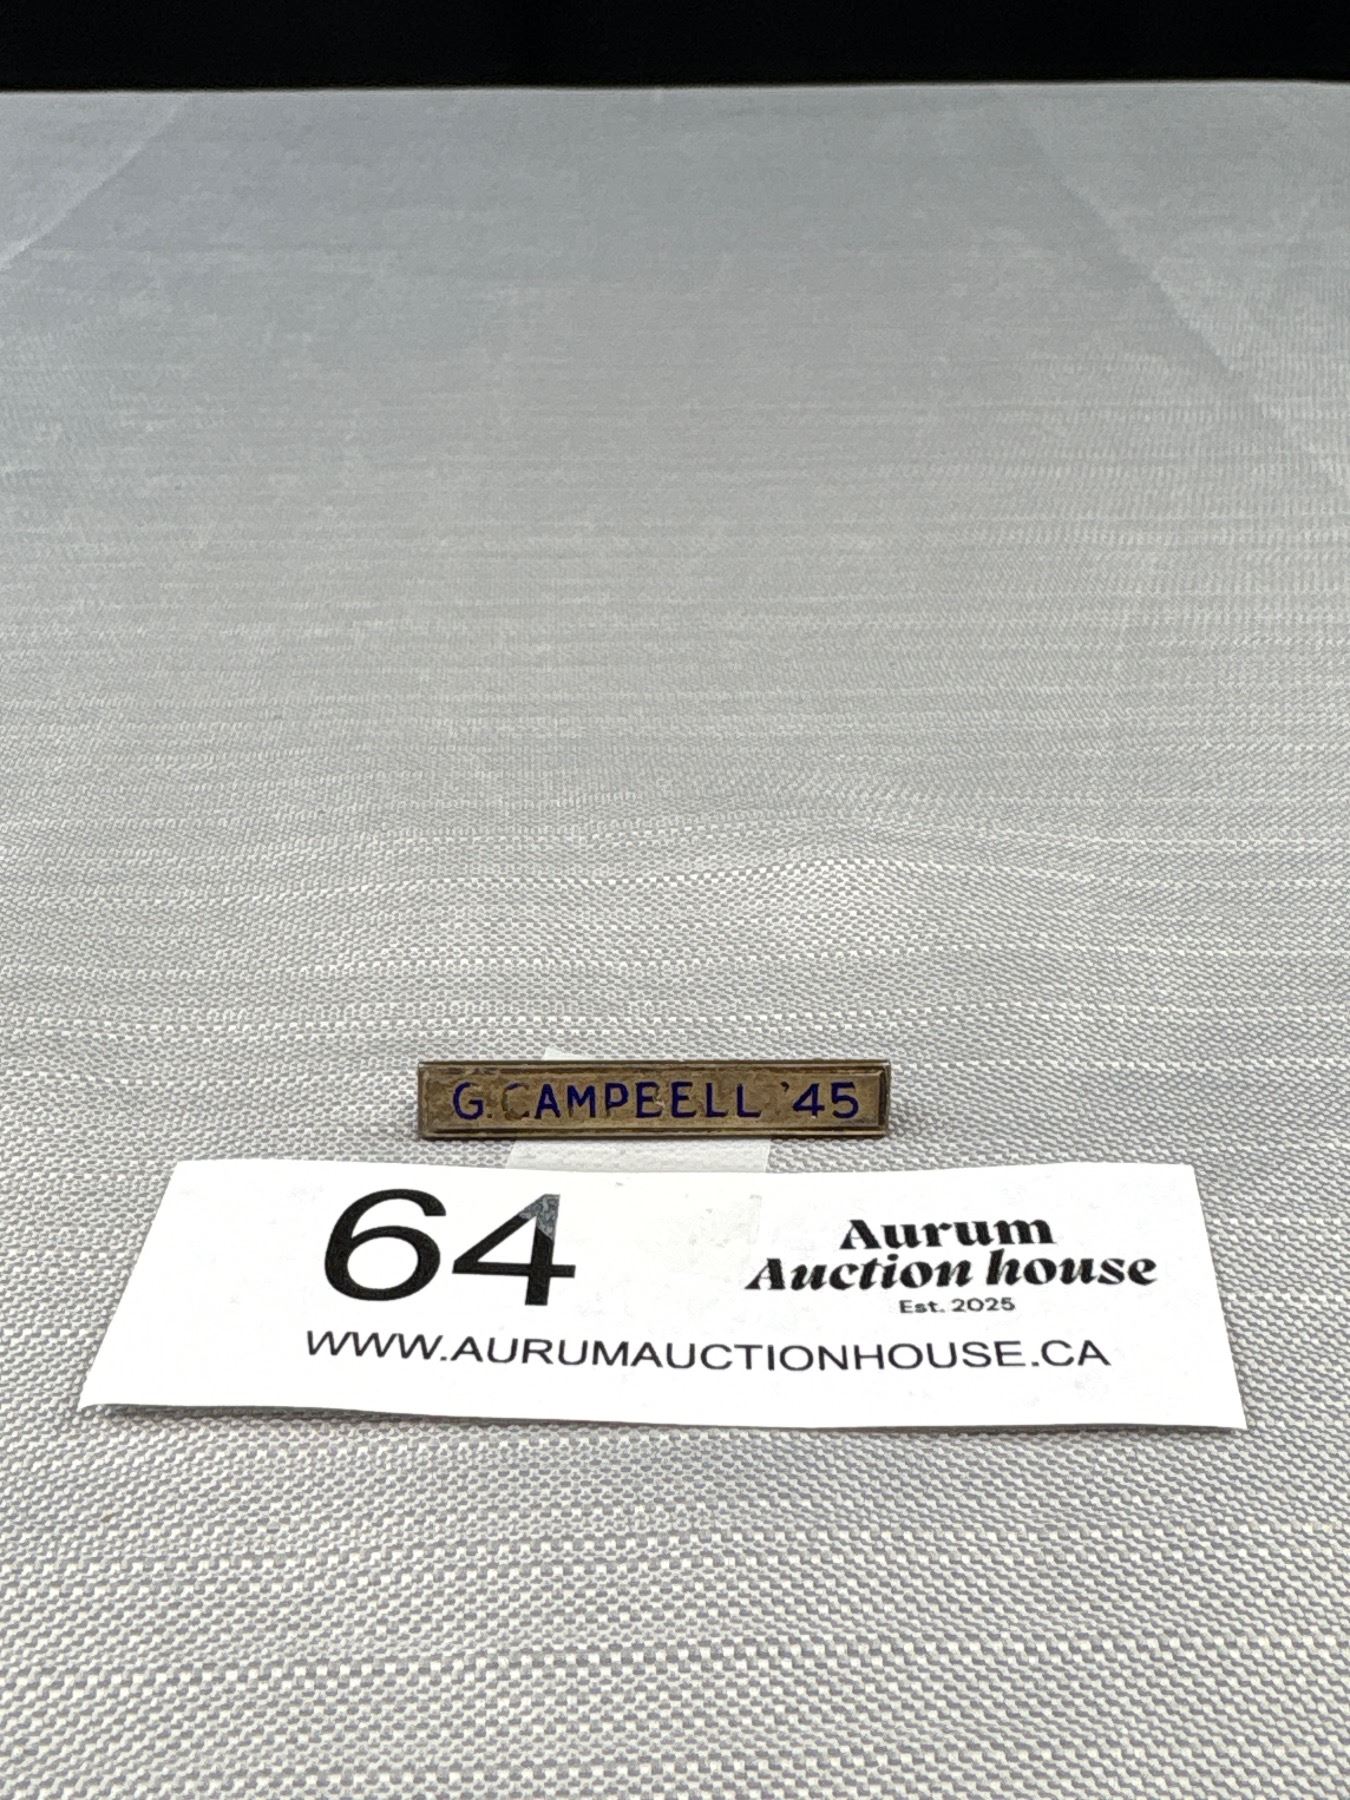 G. CAMPBELL '45
64
Aurum
Auction house
Est. 2025
WWW.AURUMAUCTIONHOUSE.CA